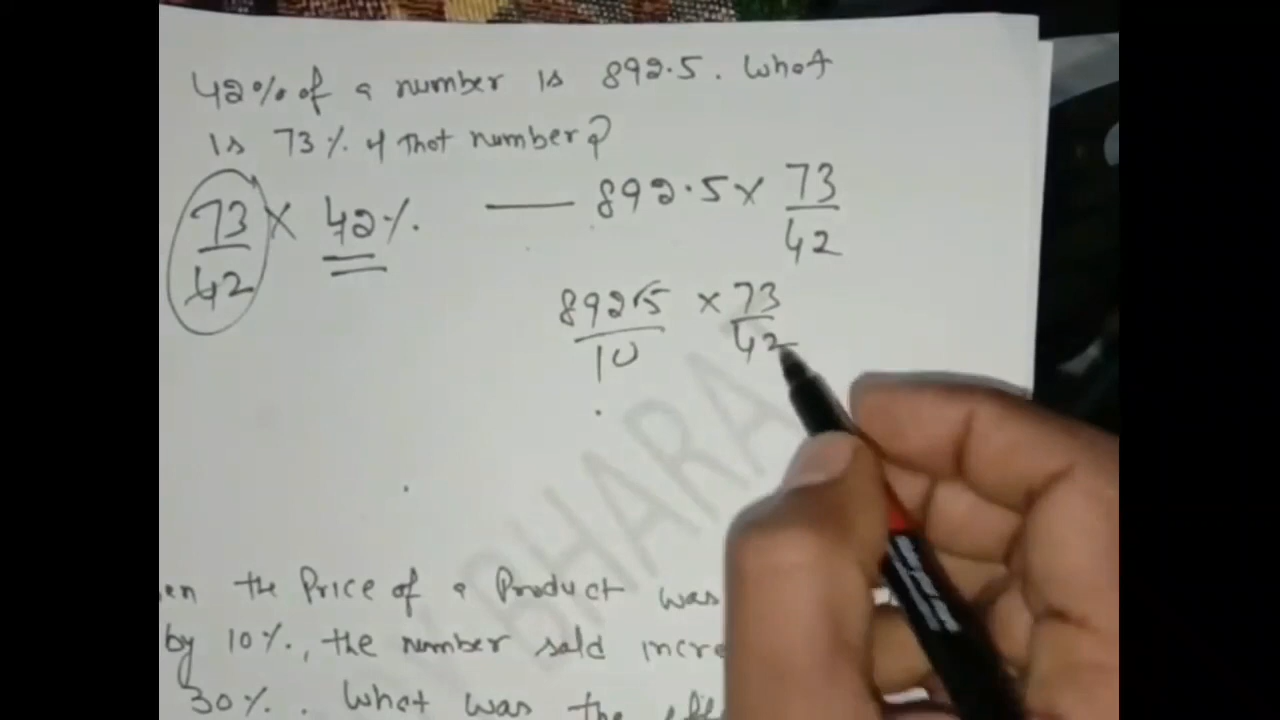 42% of a number is 892.5. What
is 73% of that number?
73/42 × 42% — 892.5 × 73/42
8925/10 × 73/42
BHARA
en the Price of a Product was
by 10%., the number sold incre
30%. What was the effe